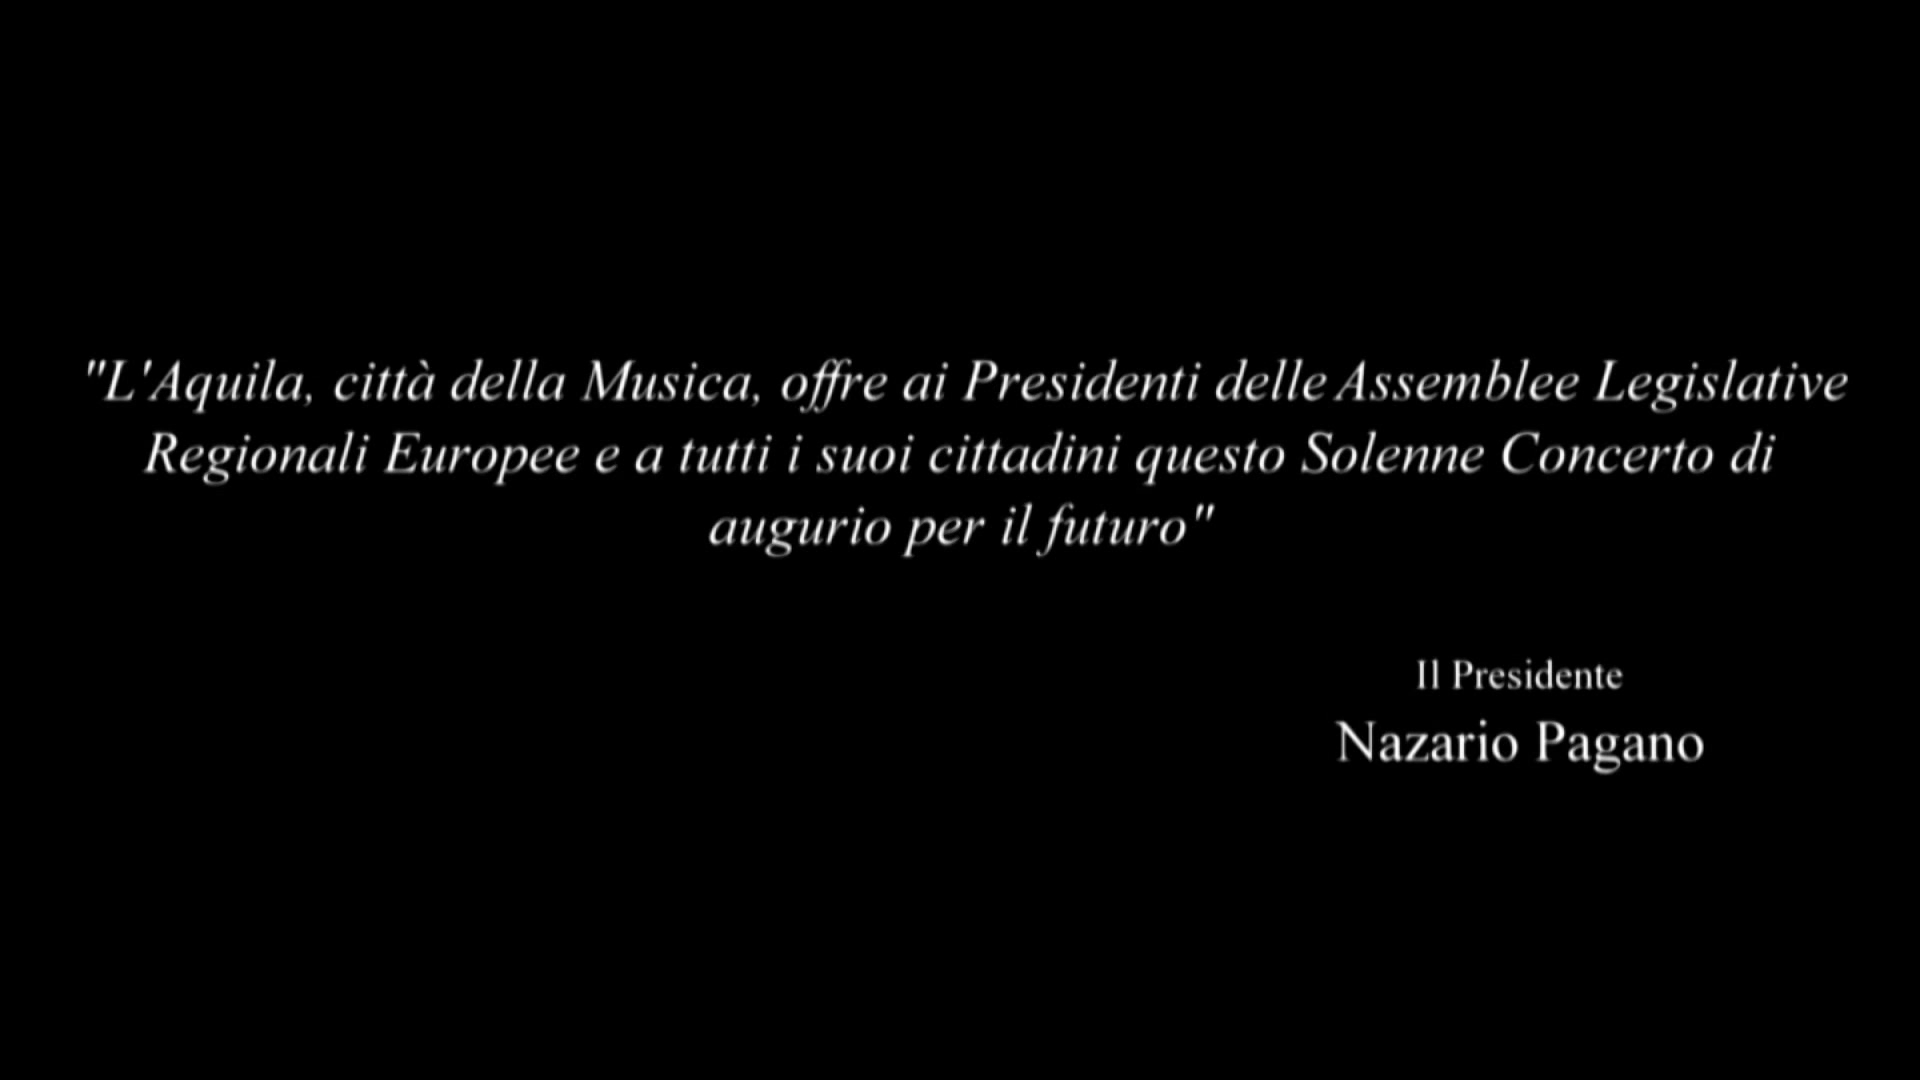 "L'Aquila, città della Musica, offre ai Presidenti delle Assemblee Legislative
Regionali Europee e a tutti i suoi cittadini questo Solenne Concerto di
augurio per il futuro"
Il Presidente
Nazario Pagano